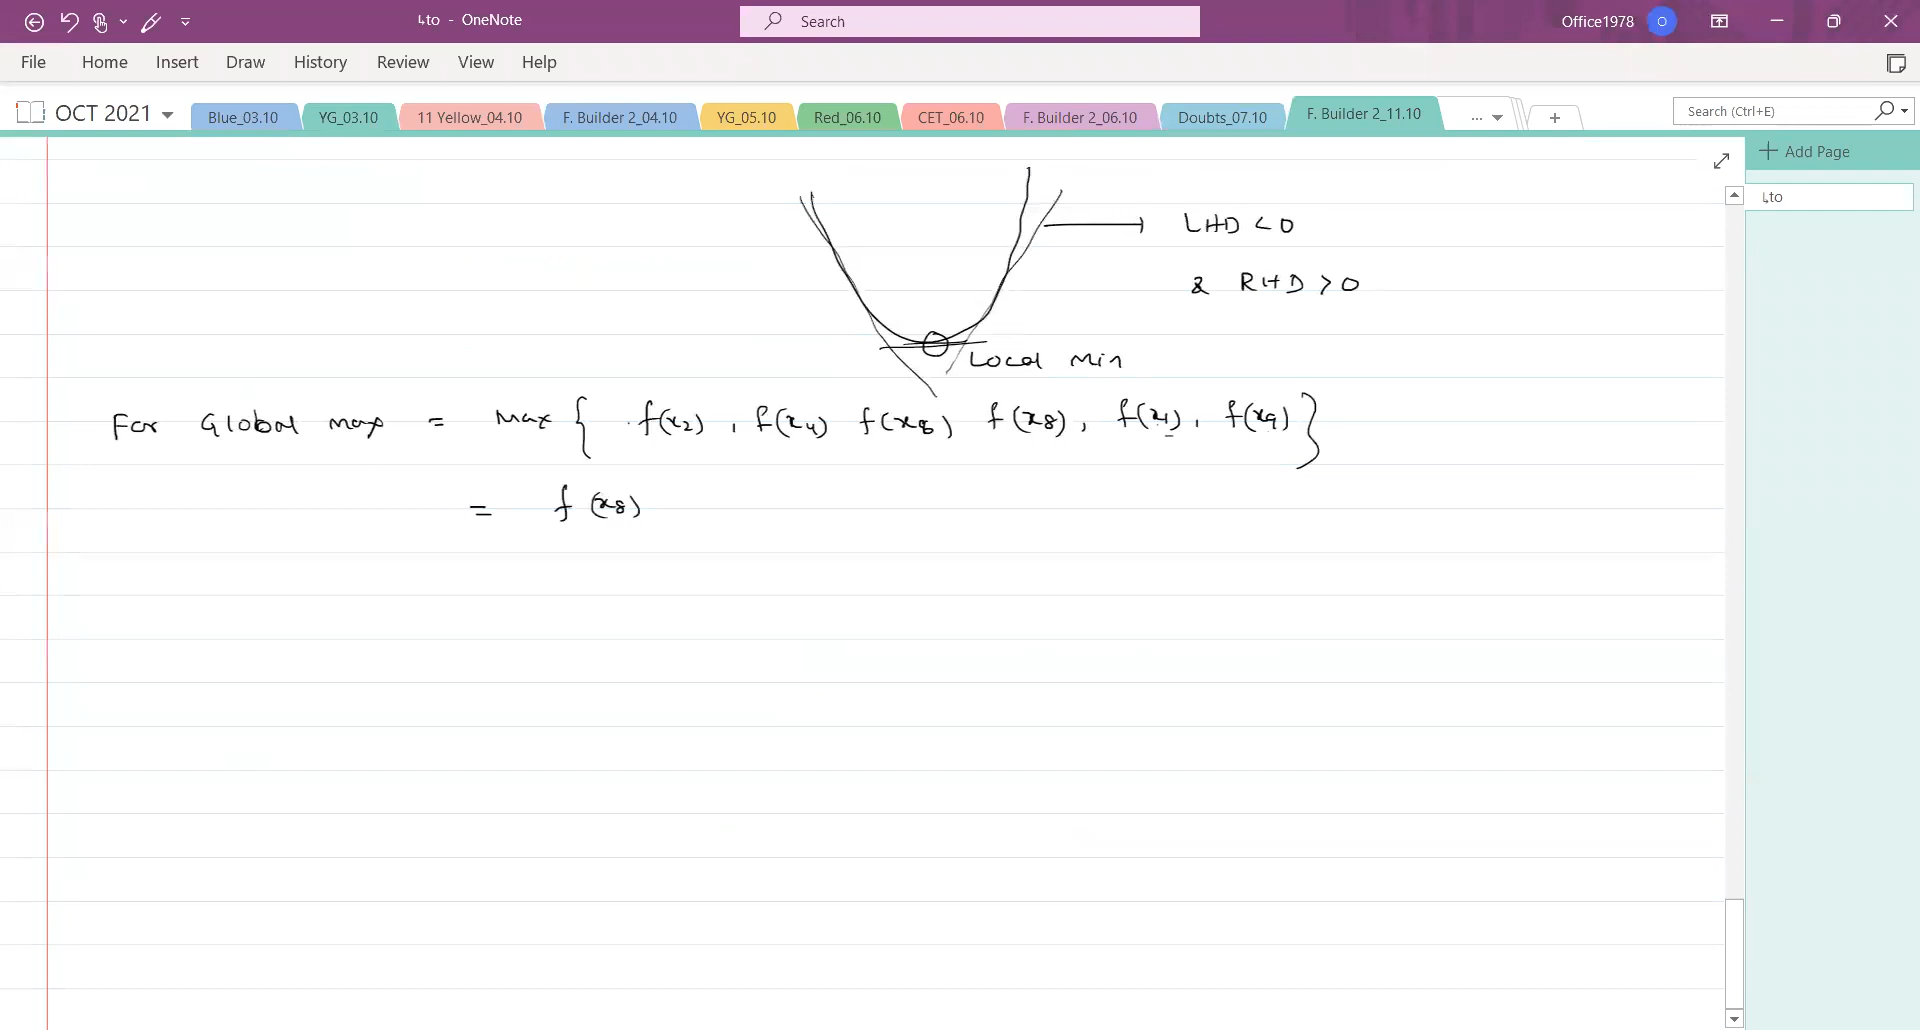 ↳to - OneNote
Search
Office1978
O
File Home Insert Draw History Review View Help
OCT 2021
Blue_03.10 YG_03.10 11 Yellow_04.10 F. Builder 2_04.10 YG_05.10 Red_06.10 CET_06.10 F. Builder 2_06.10 Doubts_07.10 F. Builder 2_11.10 ... +
Search (Ctrl+E)
+ Add Page
↳to
LHD < 0
& RHD > 0
Local Min
For Global max = Max { f(x2), f(x4) f(x6) f(x8), f(x1), f(x9) }
= f(x8)